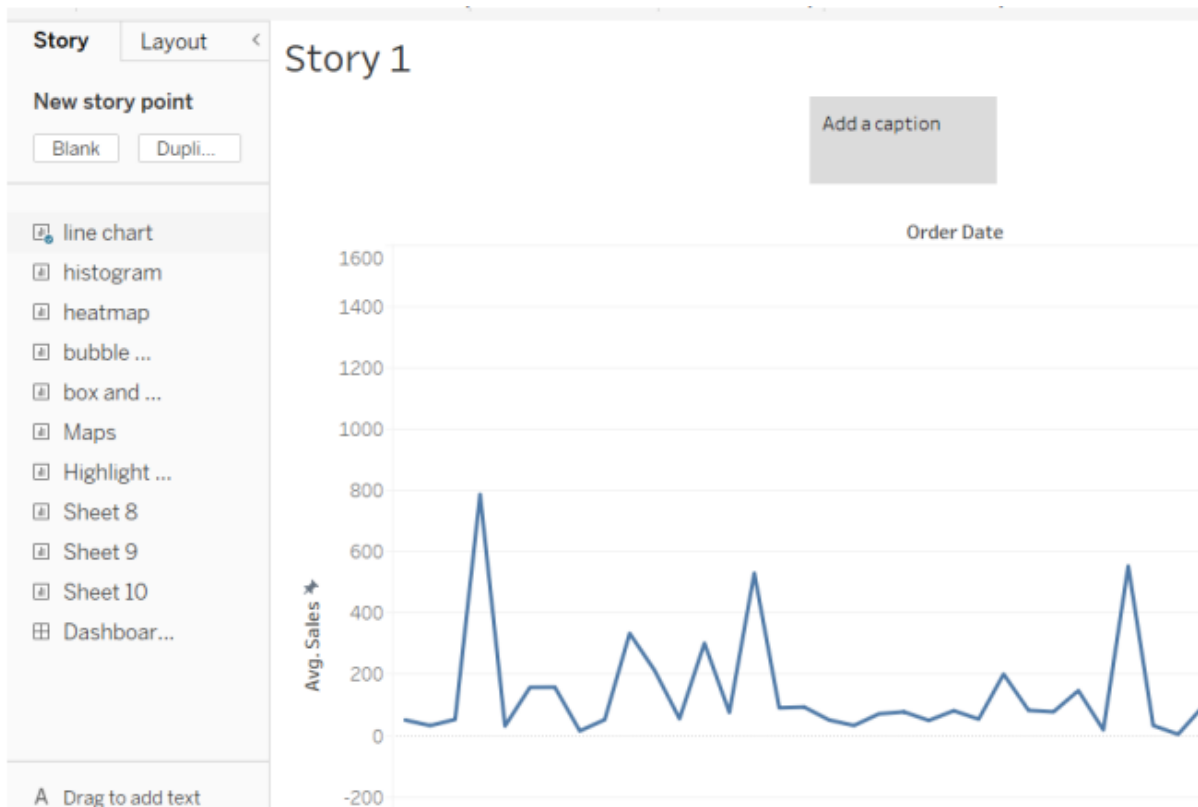 Story Layout <
Story 1
New story point
Blank Dupli...
Add a caption
line chart
histogram
heatmap
bubble ...
box and ...
Maps
Highlight ...
Sheet 8
Sheet 9
Sheet 10
Dashboar...
A Drag to add text
Order Date
1600
1400
1200
1000
800
600
400
200
0
-200
Avg. Sales